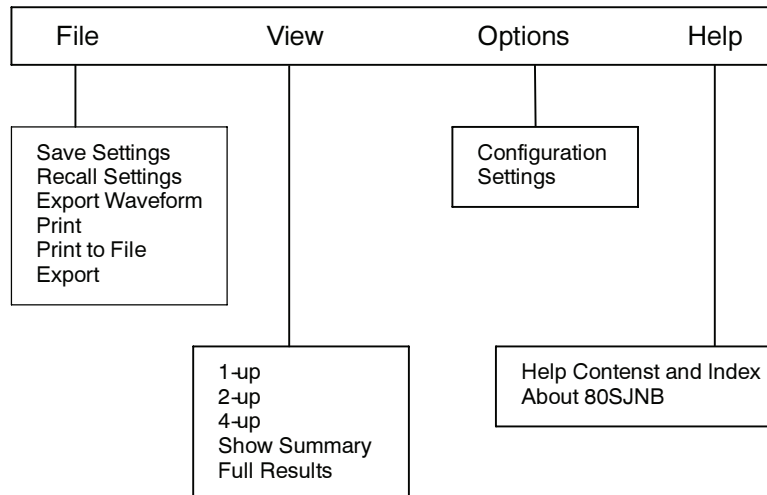 File View Options Help
Save Settings
Recall Settings
Export Waveform
Print
Print to File
Export
Configuration
Settings
1-up
2-up
4-up
Show Summary
Full Results
Help Contenst and Index
About 80SJNB